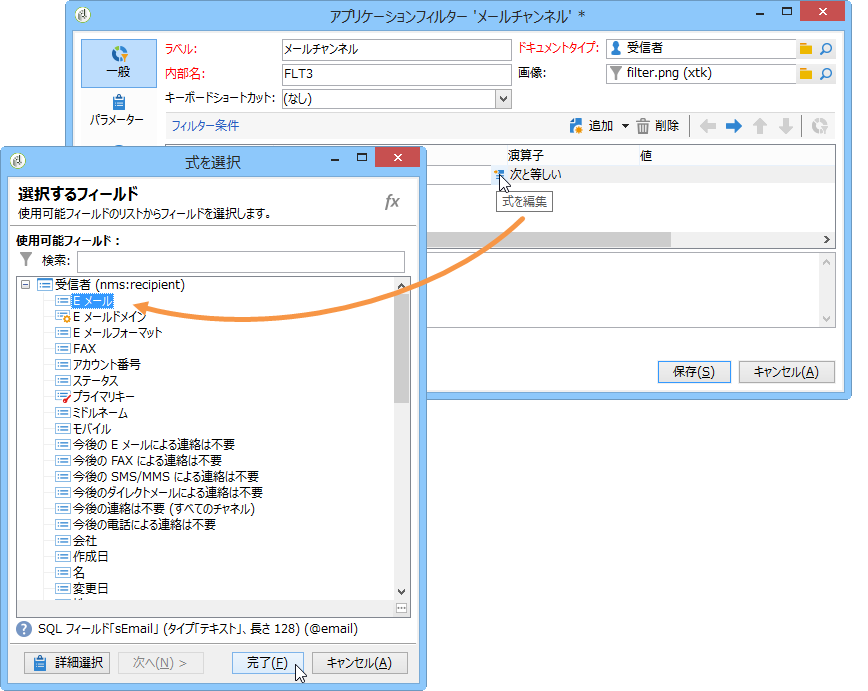 アプリケーションフィルター 'メールチャンネル' *
一般
パラメーター
ラベル:
メールチャンネル
ドキュメントタイプ:
受信者
内部名:
FLT3
画像:
filter.png (xtk)
キーボードショートカット:
(なし)
フィルター条件
追加
削除
演算子
値
次と等しい
式を編集
保存(S)
キャンセル(A)
式を選択
選択するフィールド
使用可能フィールドのリストからフィールドを選択します。
fx
使用可能フィールド :
検索:
受信者 (nms:recipient)
E メール
E メールドメイン
E メールフォーマット
FAX
アカウント番号
ステータス
プライマリキー
ミドルネーム
モバイル
今後の E メールによる連絡は不要
今後の FAX による連絡は不要
今後の SMS/MMS による連絡は不要
今後のダイレクトメールによる連絡は不要
今後の連絡は不要 (すべてのチャネル)
今後の電話による連絡は不要
会社
作成日
名
変更日
SQL フィールド「sEmail」 (タイプ「テキスト」、長さ 128) (@email)
詳細選択
次へ(N) >
完了(F)
キャンセル(A)